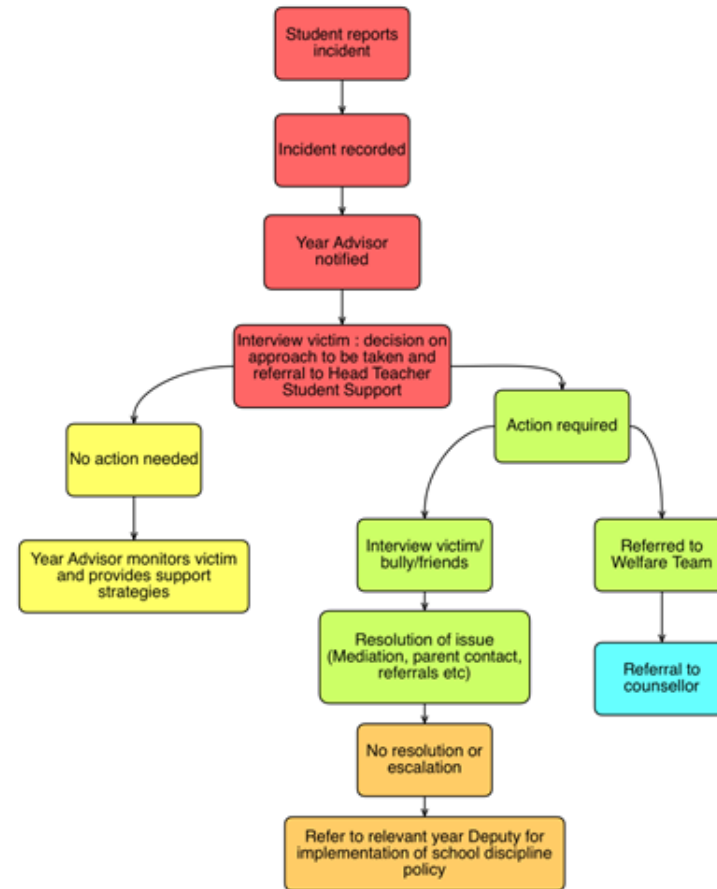 Student reports
incident
Incident recorded
Year Advisor
notified
Interview victim : decision on
approach to be taken and
referral to Head Teacher
Student Support
No action needed
Year Advisor monitors victim
and provides support
strategies
Action required
Interview victim/
bully/friends
Resolution of issue
(Mediation, parent contact,
referrals etc)
No resolution or
escalation
Refer to relevant year Deputy for
implementation of school discipline
policy
Referred to
Welfare Team
Referral to
counsellor